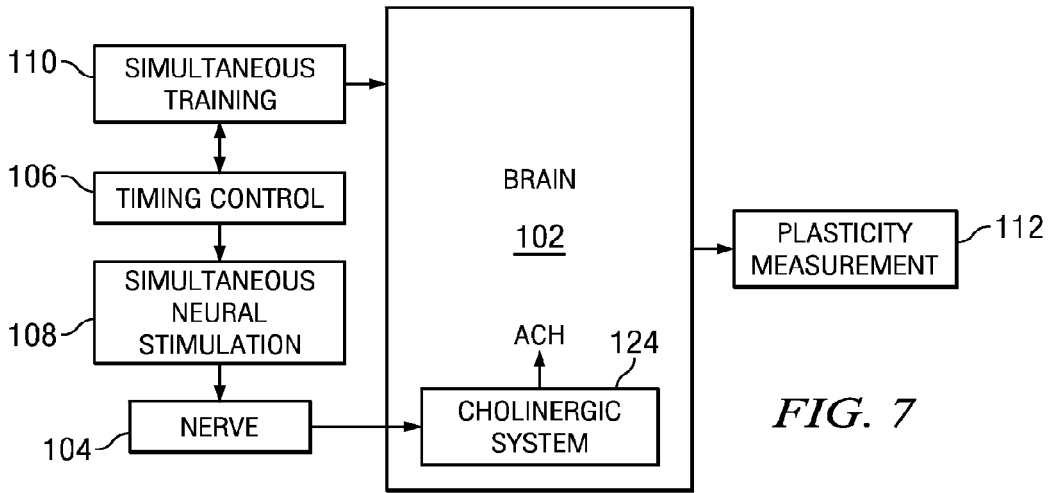 110
SIMULTANEOUS
TRAINING
106
TIMING CONTROL
108
SIMULTANEOUS
NEURAL
STIMULATION
104
NERVE
BRAIN
102
ACH
124
CHOLINERGIC
SYSTEM
PLASTICITY
MEASUREMENT
112
FIG. 7